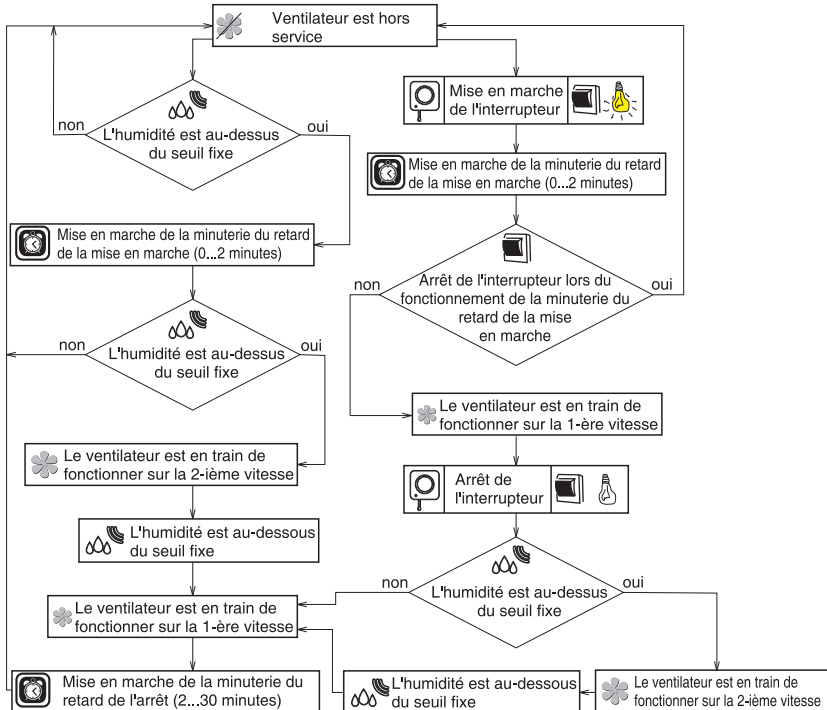 Ventilateur est hors
service
L'humidité est au-dessus
du seuil fixe
non
oui
Mise en marche de la minuterie du retard
de la mise en marche (0...2 minutes)
L'humidité est au-dessus
du seuil fixe
non
oui
Le ventilateur est en train de
fonctionner sur la 2-ième vitesse
L'humidité est au-dessous
du seuil fixe
Le ventilateur est en train de
fonctionner sur la 1-ère vitesse
Mise en marche de la minuterie du
retard de l'arrêt (2...30 minutes)
Mise en marche
de l'interrupteur
Mise en marche de la minuterie du retard
de la mise en marche (0...2 minutes)
Arrêt de l'interrupteur lors du
fonctionnement de la minuterie du
retard de la mise
en marche
non
oui
Le ventilateur est en train de
fonctionner sur la 1-ère vitesse
Arrêt de
l'interrupteur
L'humidité est au-dessus
du seuil fixe
non
oui
L'humidité est au-dessous
du seuil fixe
Le ventilateur est en train de
fonctionner sur la 2-ième vitesse